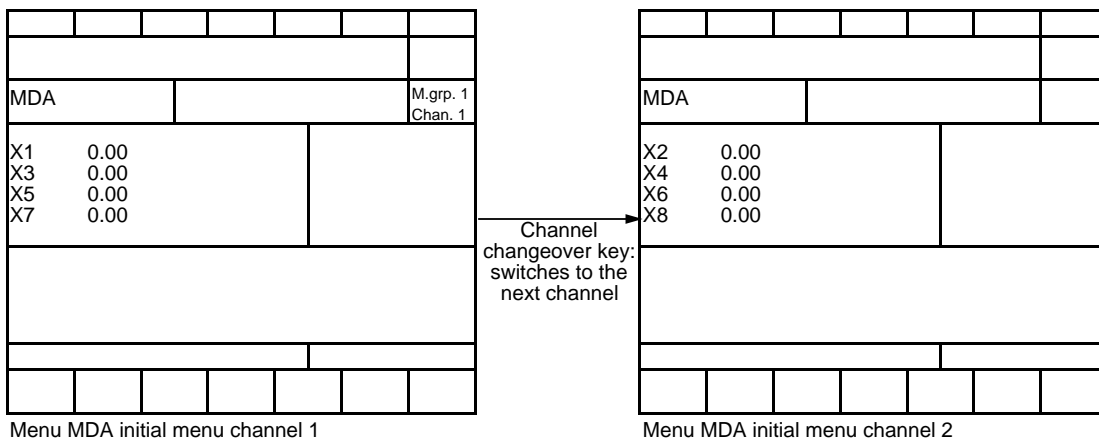 MDA
M.grp. 1
Chan. 1
X1 0.00
X3 0.00
X5 0.00
X7 0.00
Menu MDA initial menu channel 1
Channel
changeover key:
switches to the
next channel
MDA
X2 0.00
X4 0.00
X6 0.00
X8 0.00
Menu MDA initial menu channel 2